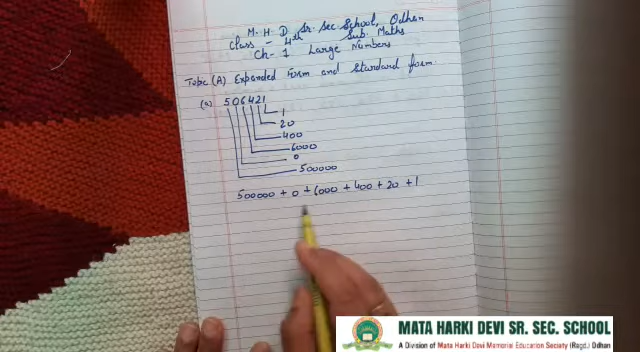 M. H. D. Sr. Sec. School, Odhan
Class - 4th Sub. Maths
Ch- 1 Large Numbers
Type (A) Expanded form and Standard form.
(a) 506421
1
20
400
6000
0
500000
500000 + 0 + 6000 + 400 + 20 + 1
MATA HARKI DEVI SR. SEC. SCHOOL
A Division of Mata Harki Devi Memorial Education Society (Regd.) Odhan